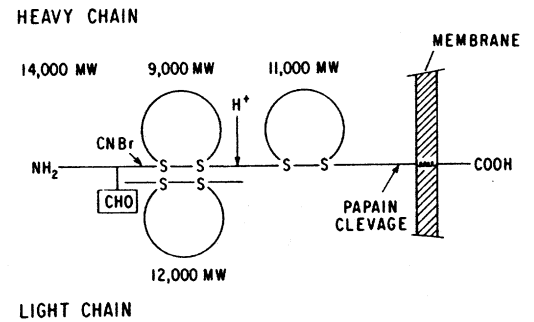 HEAVY CHAIN
MEMBRANE
14,000 MW
9,000 MW
11,000 MW
H+
CNBr
NH2
S S
S S
S S
COOH
CHO
PAPAIN
CLEVAGE
12,000 MW
LIGHT CHAIN